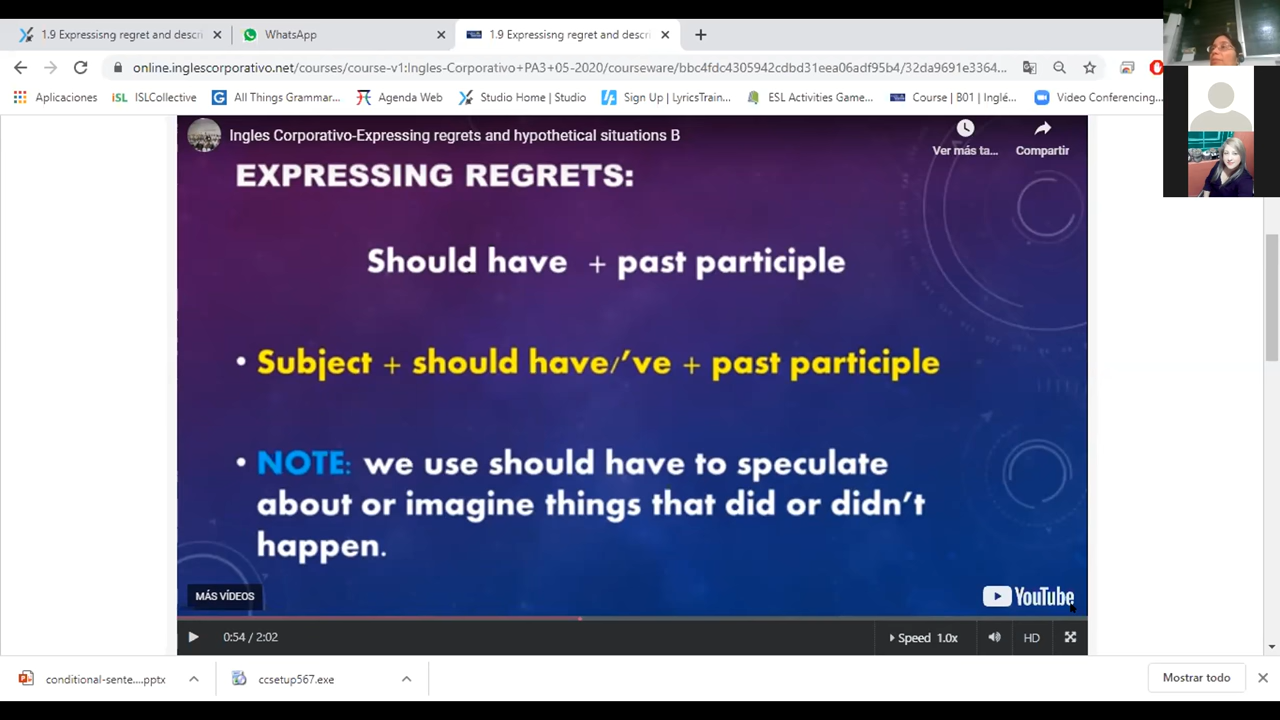 1.9 Expressisng regret and descri
WhatsApp
1.9 Expressisng regret and descri
online.inglescorporativo.net/courses/course-v1:Ingles-Corporativo+PA3+05-2020/courseware/bbc4fdc4305942cdbd31eea06adf95b4/32da9691e3364...
Aplicaciones
ISLCollective
All Things Grammar...
Agenda Web
Studio Home | Studio
Sign Up | LyricsTrain...
ESL Activities Game...
Course | B01 | Inglé...
Video Conferencing...
Ingles Corporativo-Expressing regrets and hypothetical situations B
Ver más ta...
Compartir
EXPRESSING REGRETS:
Should have + past participle
• Subject + should have/'ve + past participle
• NOTE: we use should have to speculate
about or imagine things that did or didn't
happen.
MÁS VÍDEOS
YouTube
0:54 / 2:02
Speed 1.0x
HD
conditional-sente....pptx
ccsetup567.exe
Mostrar todo